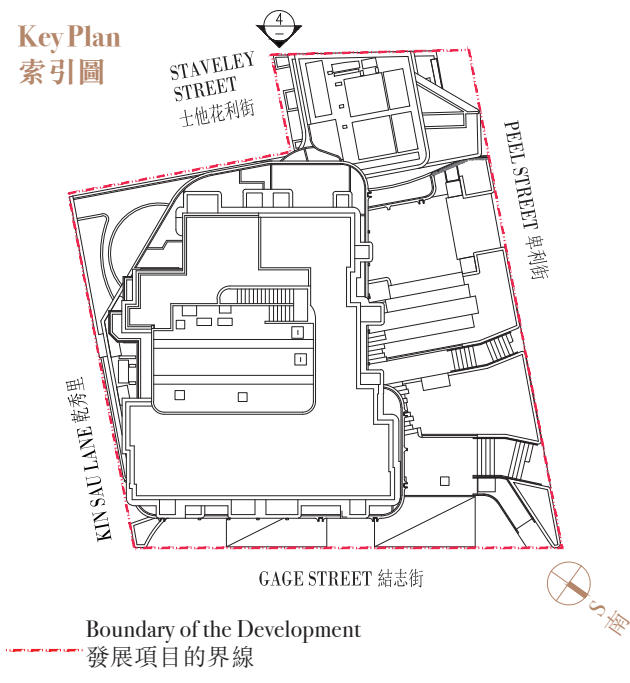 Key Plan
索引圖
4
–
STAVELEY
STREET
士他花利街
PEEL STREET 卑利街
KIN SAU LANE 乾秀里
GAGE STREET 結志街
S 南
Boundary of the Development
發展項目的界線